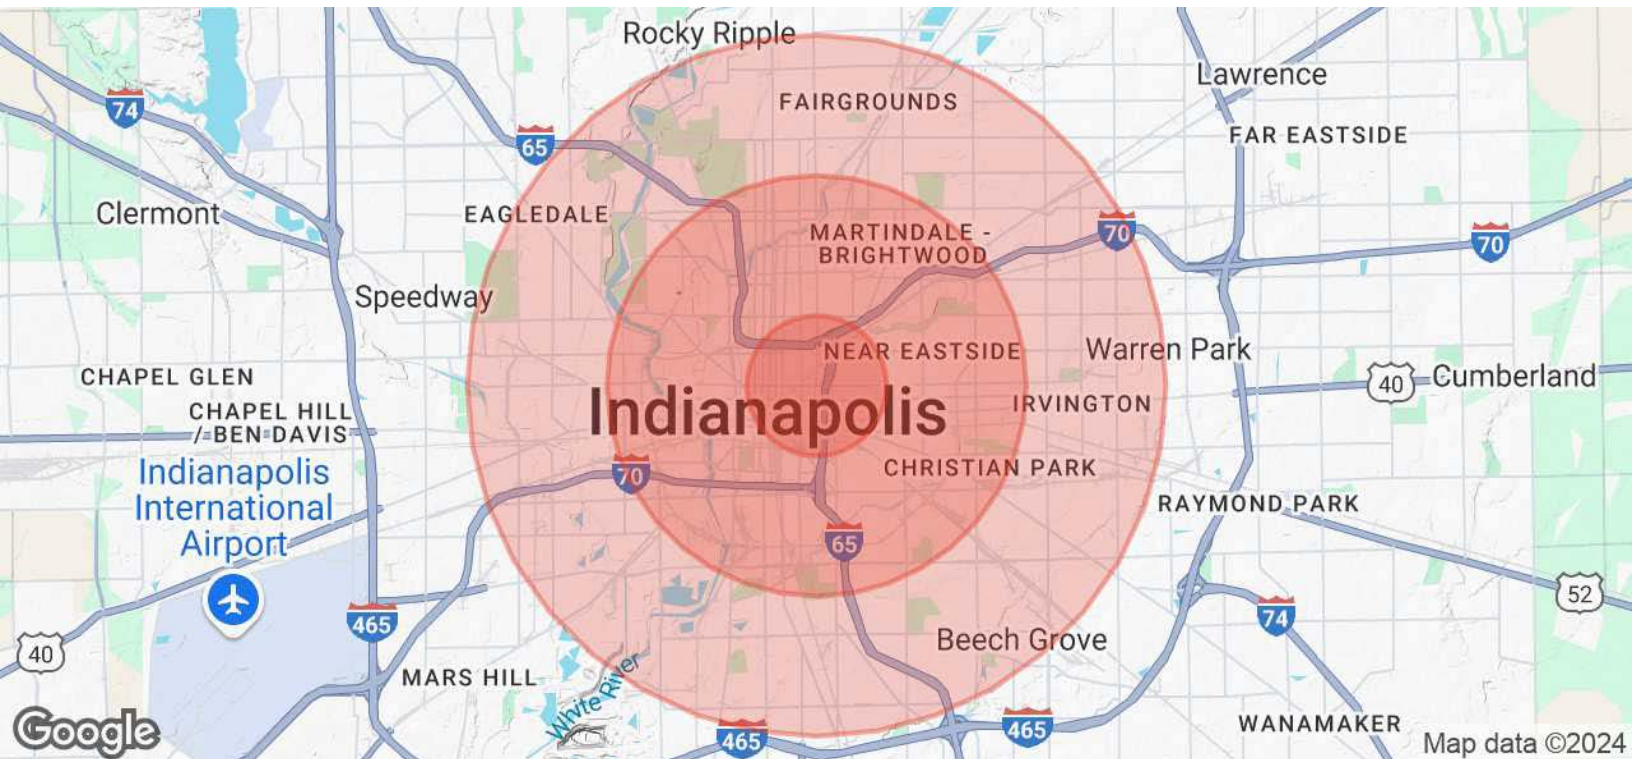 Rocky Ripple
Lawrence
FAIRGROUNDS
74
FAR EASTSIDE
65
Clermont
EAGLEDALE
MARTINDALE -
BRIGHTWOOD
70
70
Speedway
NEAR EASTSIDE
Warren Park
CHAPEL GLEN
40
Cumberland
CHAPEL HILL
/ BEN DAVIS
Indianapolis
IRVINGTON
Indianapolis
International
Airport
70
CHRISTIAN PARK
RAYMOND PARK
65
52
465
74
40
Beech Grove
MARS HILL
White River
WANAMAKER
465
465
Google
Map data ©2024